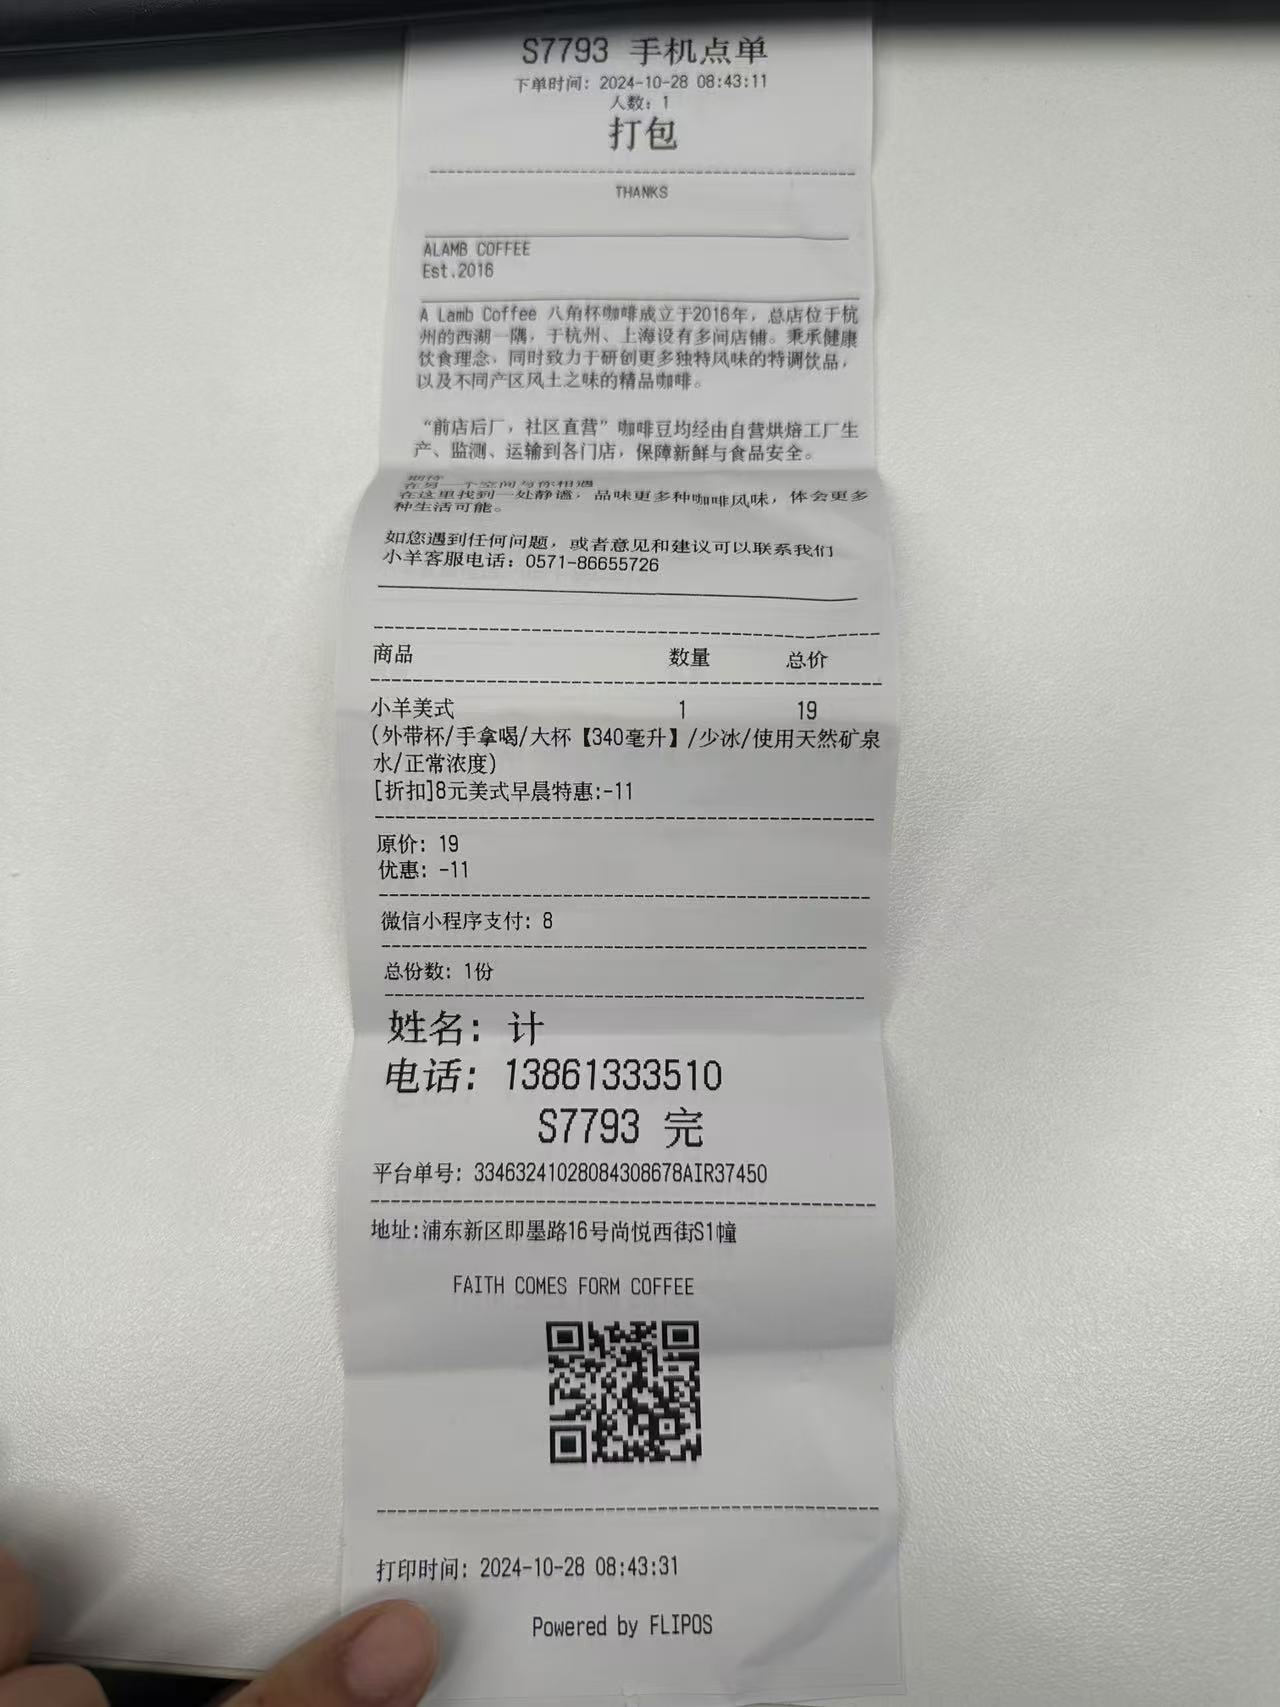 S7793 手机点单
下单时间: 2024-10-28 08:43:11
人数: 1
打包
THANKS
ALAMB COFFEE
Est.2016
A Lamb Coffee 八角杯咖啡成立于2016年，总店位于杭
州的西湖一隅，于杭州、上海设有多间店铺。秉承健康
饮食理念，同时致力于研创更多独特风味的特调饮品，
以及不同产区风土之味的精品咖啡。
“前店后厂，社区直营”咖啡豆均经由自营烘焙工厂生
产、监测、运输到各门店，保障新鲜与食品安全。
期待
在另一个空间与你相遇
在这里找到一处静谧，品味更多种咖啡风味，体会更多
种生活可能。
如您遇到任何问题，或者意见和建议可以联系我们
小羊客服电话：0571-86655726
商品 数量 总价
小羊美式 1 19
(外带杯/手拿喝/大杯【340毫升】/少冰/使用天然矿泉
水/正常浓度)
[折扣]8元美式早晨特惠:-11
原价: 19
优惠: -11
微信小程序支付: 8
总份数: 1份
姓名: 计
电话: 13861333510
S7793 完
平台单号: 33463241028084308678AIR37450
地址:浦东新区即墨路16号尚悦西街S1幢
FAITH COMES FORM COFFEE
打印时间: 2024-10-28 08:43:31
Powered by FLIPOS